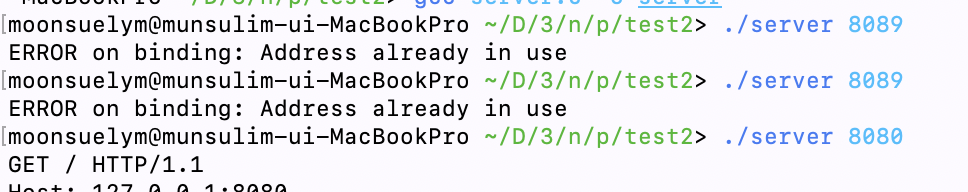 MacBookPro ~/D/3/n/p/test2> gcc server.c -o server
[moonsuelym@munsulim-ui-MacBookPro ~/D/3/n/p/test2> ./server 8089
ERROR on binding: Address already in use
[moonsuelym@munsulim-ui-MacBookPro ~/D/3/n/p/test2> ./server 8089
ERROR on binding: Address already in use
[moonsuelym@munsulim-ui-MacBookPro ~/D/3/n/p/test2> ./server 8080
GET / HTTP/1.1
Host: 127.0.0.1:8080